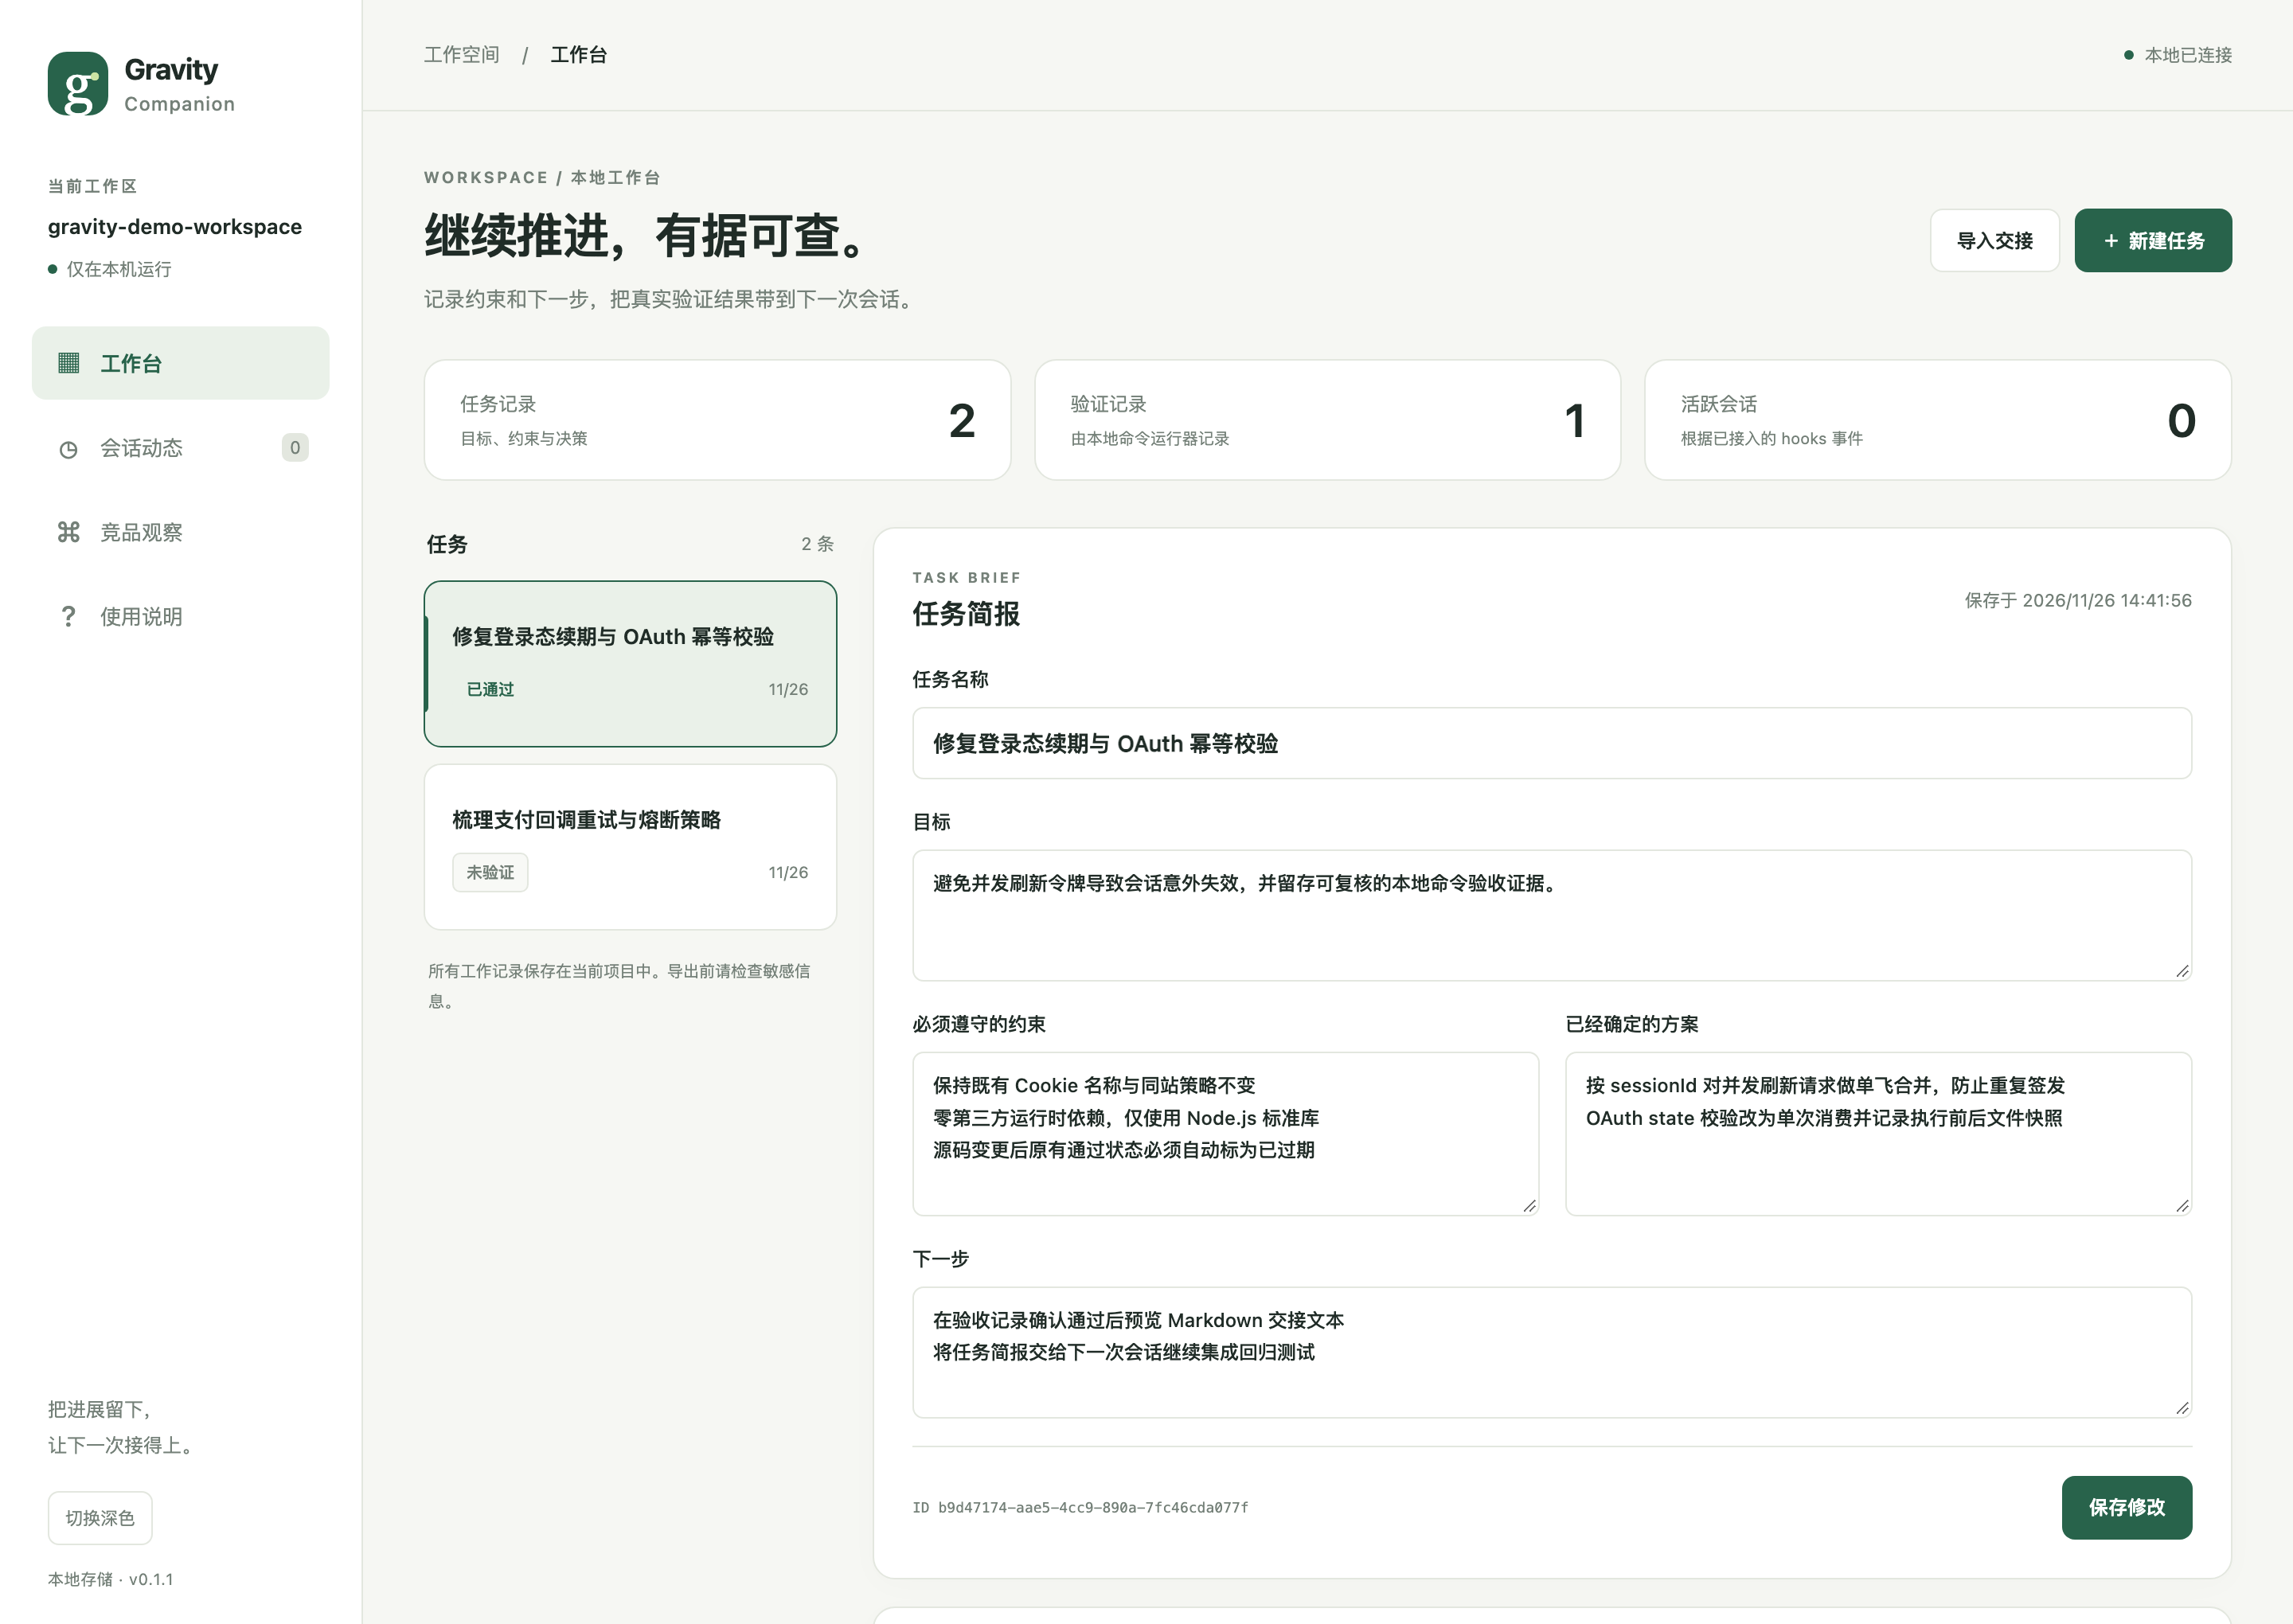 Gravity
Companion
当前工作区
gravity-demo-workspace
仅在本机运行
工作台
会话动态 0
竞品观察
? 使用说明
把进展留下，
让下一次接得上。
切换深色
本地存储 · v0.1.1
工作空间 / 工作台
本地已连接
WORKSPACE / 本地工作台
继续推进，有据可查。
记录约束和下一步，把真实验证结果带到下一次会话。
导入交接
+ 新建任务
任务记录
目标、约束与决策
2
验证记录
由本地命令运行器记录
1
活跃会话
根据已接入的 hooks 事件
0
任务 2 条
修复登录态续期与 OAuth 幂等校验
已通过 11/26
梳理支付回调重试与熔断策略
未验证 11/26
所有工作记录保存在当前项目中。导出前请检查敏感信
息。
TASK BRIEF
任务简报
保存于 2026/11/26 14:41:56
任务名称
修复登录态续期与 OAuth 幂等校验
目标
避免并发刷新令牌导致会话意外失效，并留存可复核的本地命令验收证据。
必须遵守的约束
保持既有 Cookie 名称与同站策略不变
零第三方运行时依赖，仅使用 Node.js 标准库
源码变更后原有通过状态必须自动标为已过期
已经确定的方案
按 sessionId 对并发刷新请求做单飞合并，防止重复签发
OAuth state 校验改为单次消费并记录执行前后文件快照
下一步
在验收记录确认通过后预览 Markdown 交接文本
将任务简报交给下一次会话继续集成回归测试
ID b9d47174-aae5-4cc9-890a-7fc46cda077f
保存修改